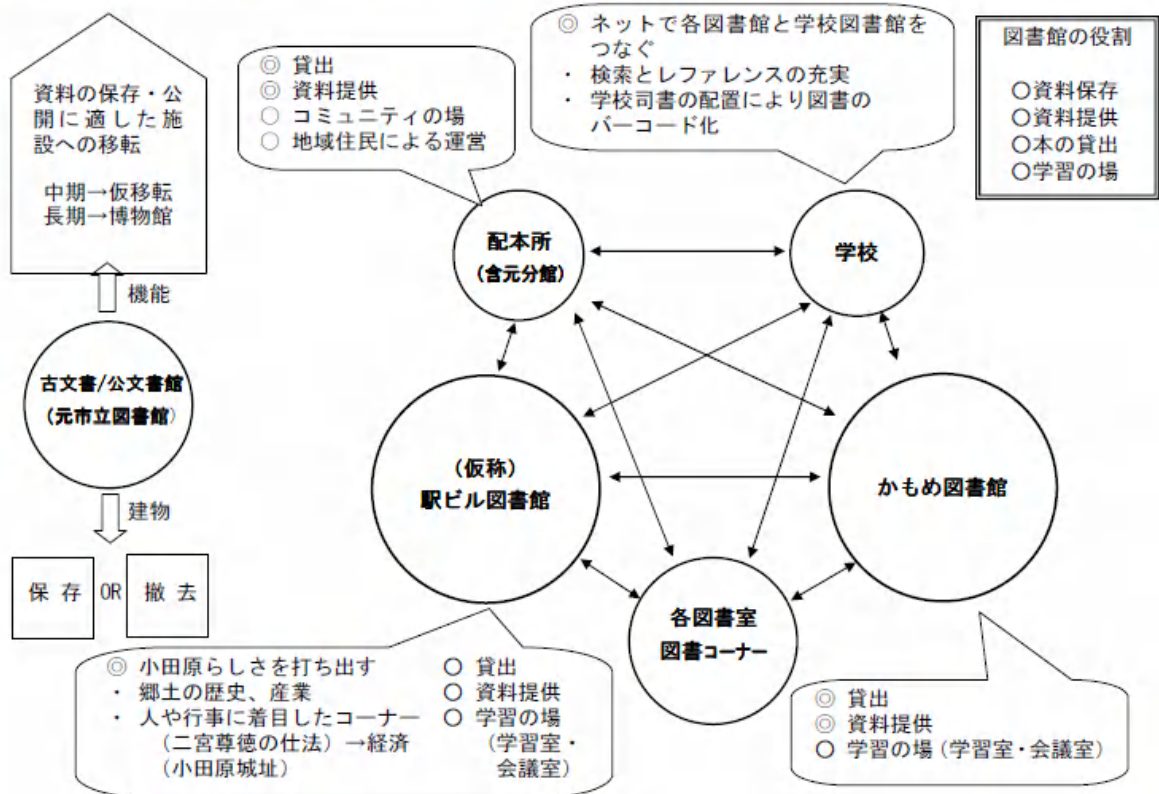 資料の保存・公
開に適した施
設への移転
中期→仮移転
長期→博物館
機能
古文書/公文書館
(元市立図書館)
建物
保 存
OR
撤 去
◎ 貸出
◎ 資料提供
○ コミュニティの場
○ 地域住民による運営
◎ ネットで各図書館と学校図書館を
つなぐ
・ 検索とレファレンスの充実
・ 学校司書の配置により図書の
バーコード化
図書館の役割
○資料保存
○資料提供
○本の貸出
○学習の場
配本所
(含元分館)
学校
(仮称)
駅ビル図書館
かもめ図書館
各図書室
図書コーナー
◎ 小田原らしさを打ち出す
・ 郷土の歴史、産業
・ 人や行事に着目したコーナー
(二宮尊徳の仕法)→経済
(小田原城址)
○ 貸出
○ 資料提供
○ 学習の場
(学習室・
会議室)
◎ 貸出
◎ 資料提供
○ 学習の場(学習室・会議室)